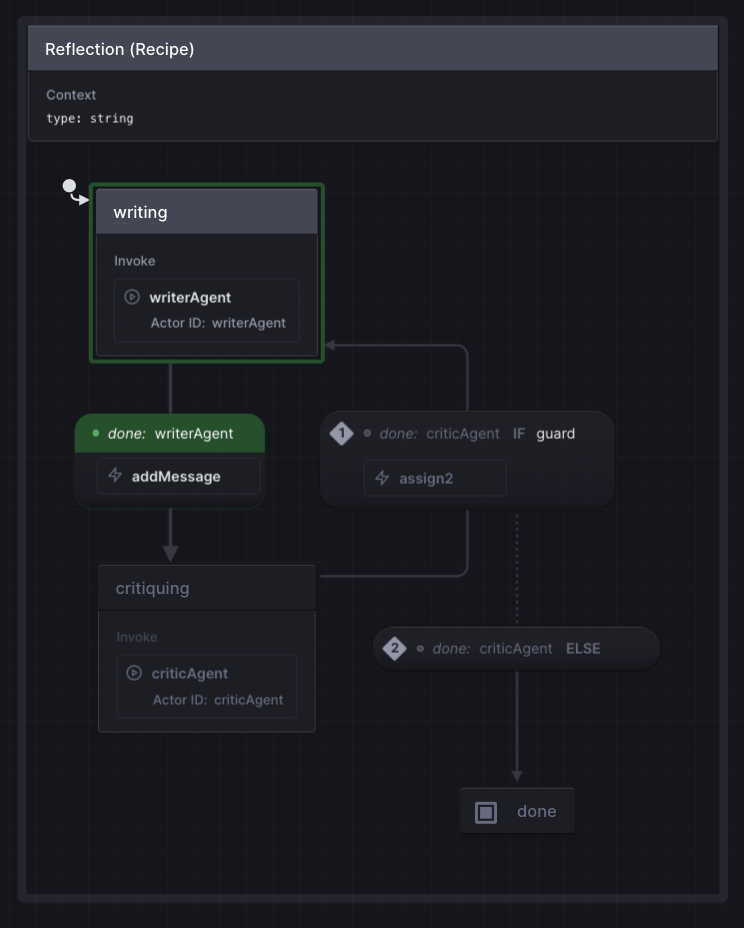 Reflection (Recipe)
Context
type: string
writing
Invoke
writerAgent
Actor ID: writerAgent
done: writerAgent
addMessage
1 done: criticAgent IF guard
assign2
critiquing
Invoke
criticAgent
Actor ID: criticAgent
2 done: criticAgent ELSE
done